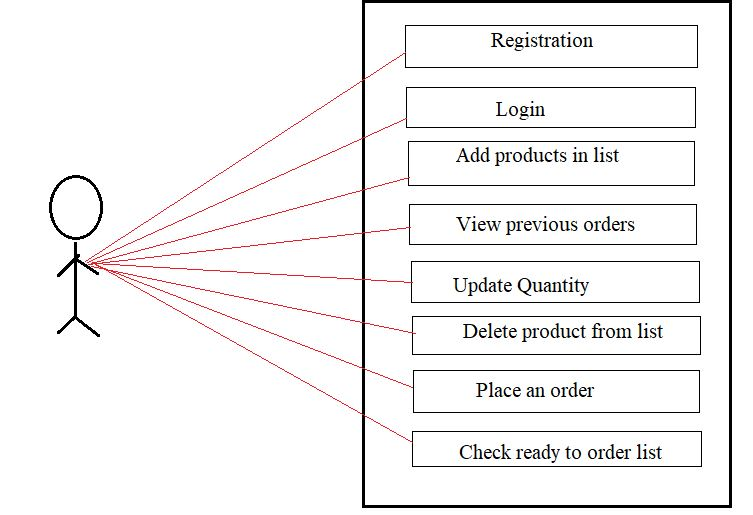 Registration
Login
Add products in list
View previous orders
Update Quantity
Delete product from list
Place an order
Check ready to order list